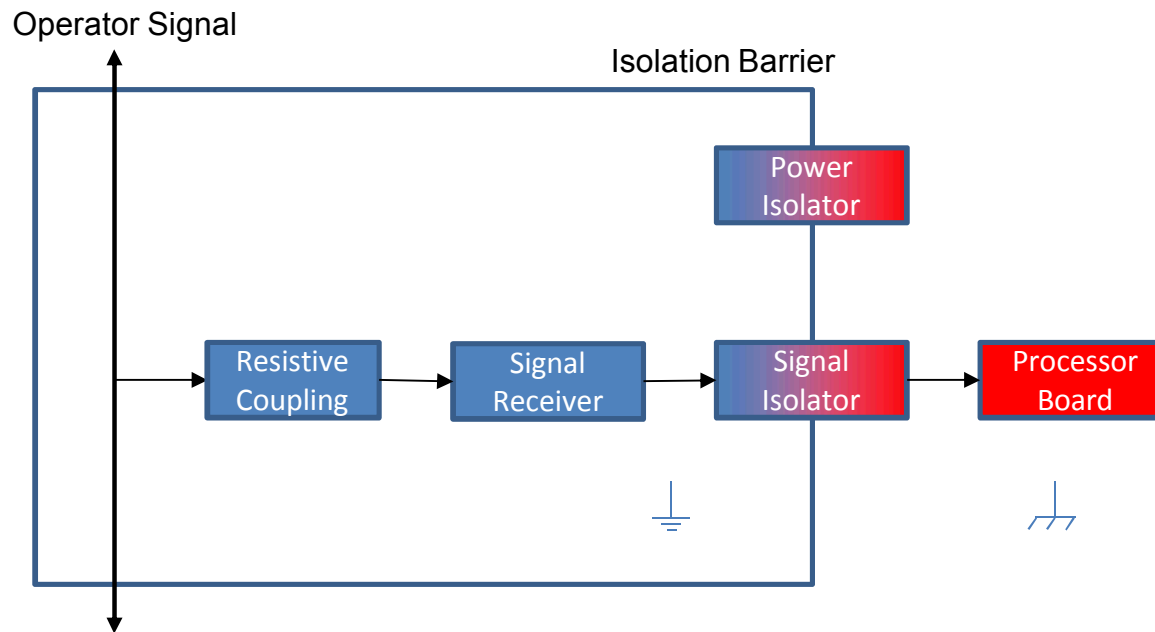 Operator Signal
Isolation Barrier
Power
Isolator
Resistive
Coupling
Signal
Receiver
Signal
Isolator
Processor
Board